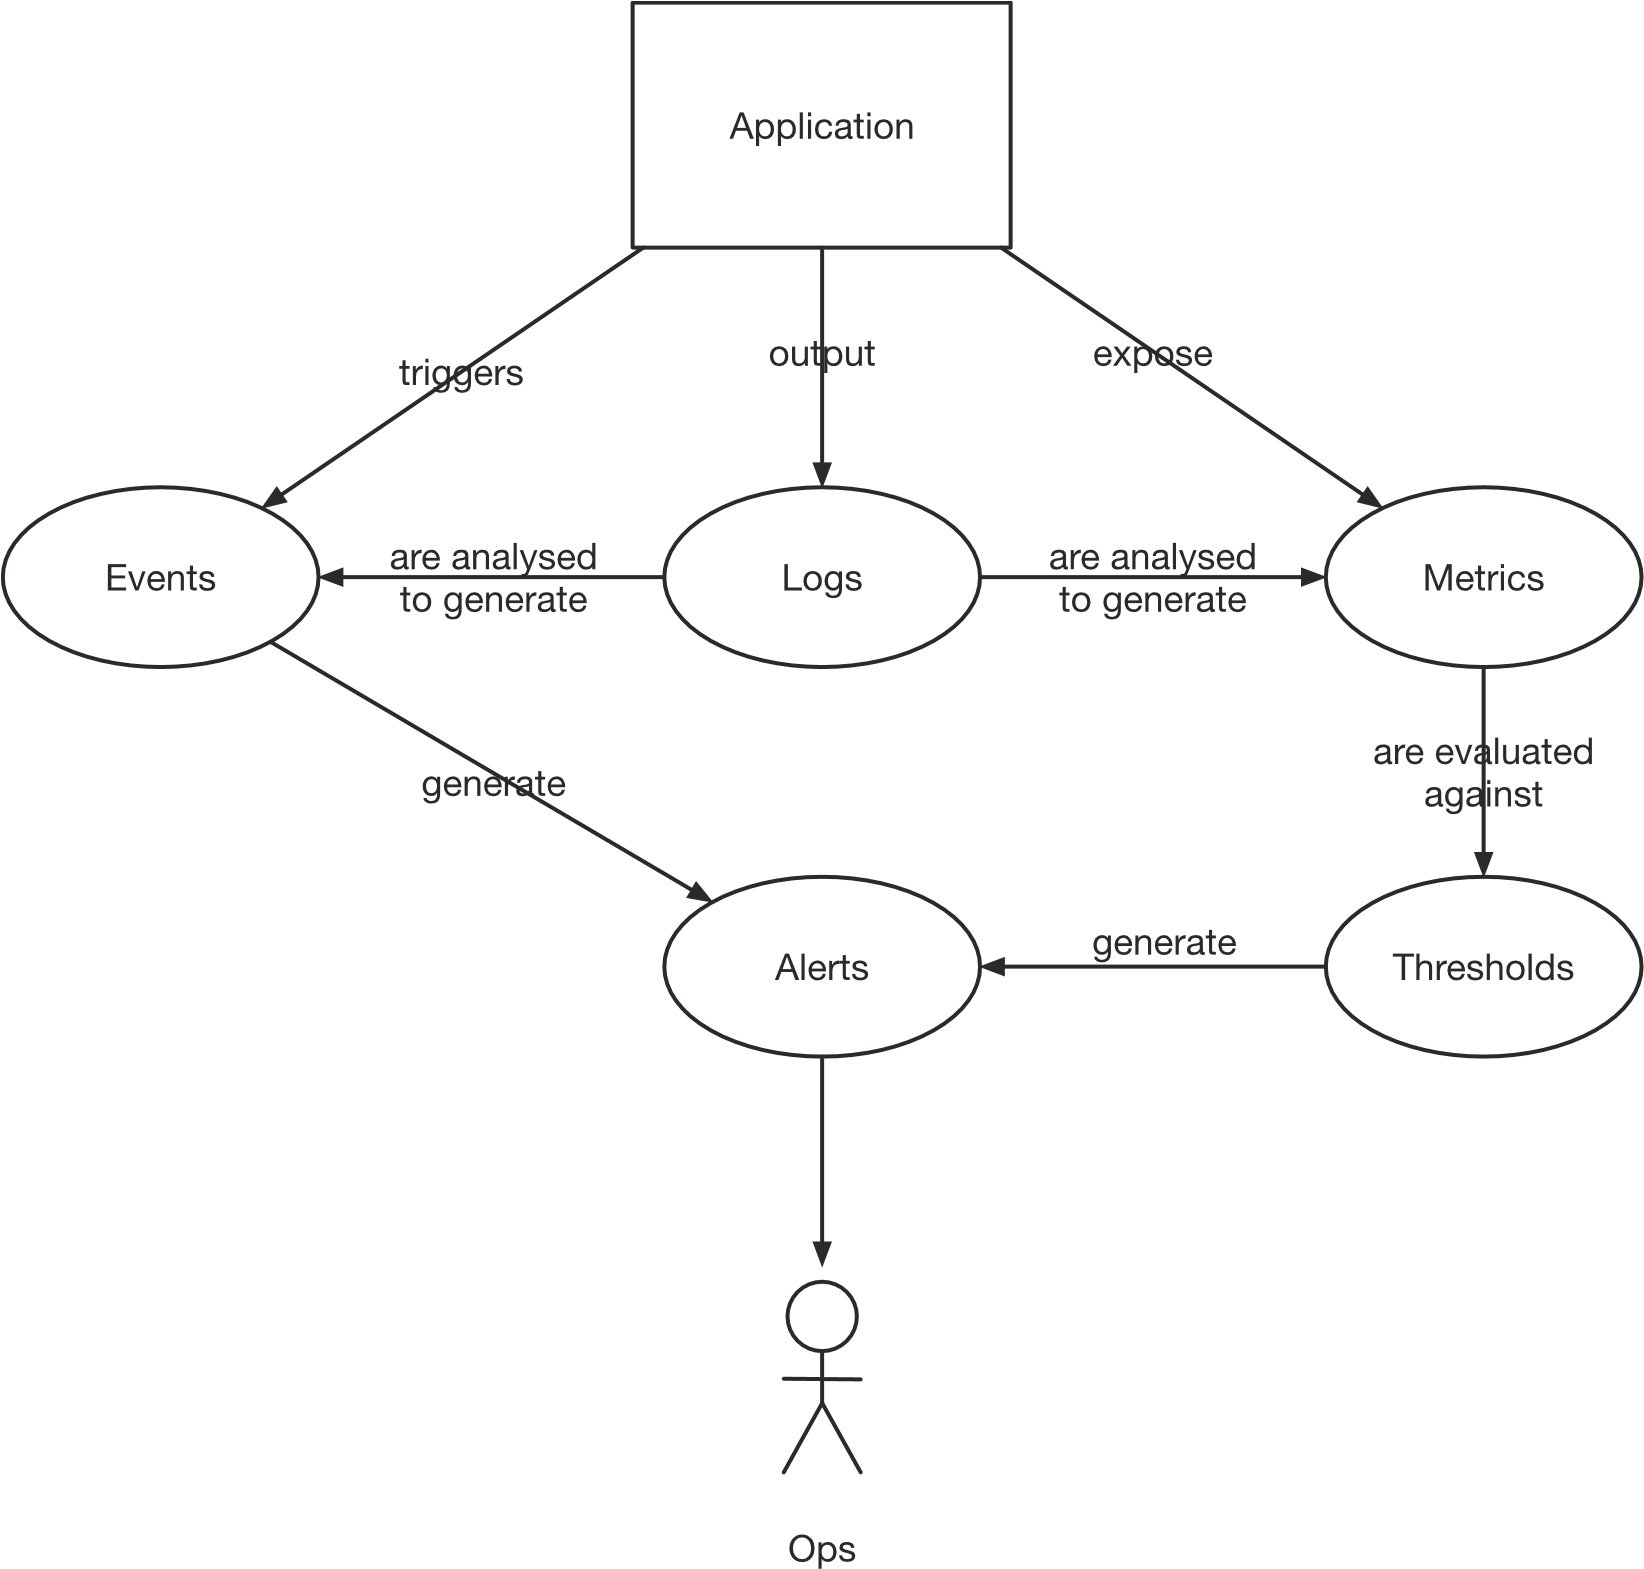 Application
triggers
output
expose
Events
are analysed
to generate
Logs
are analysed
to generate
Metrics
generate
are evaluated
against
Alerts
generate
Thresholds
Ops